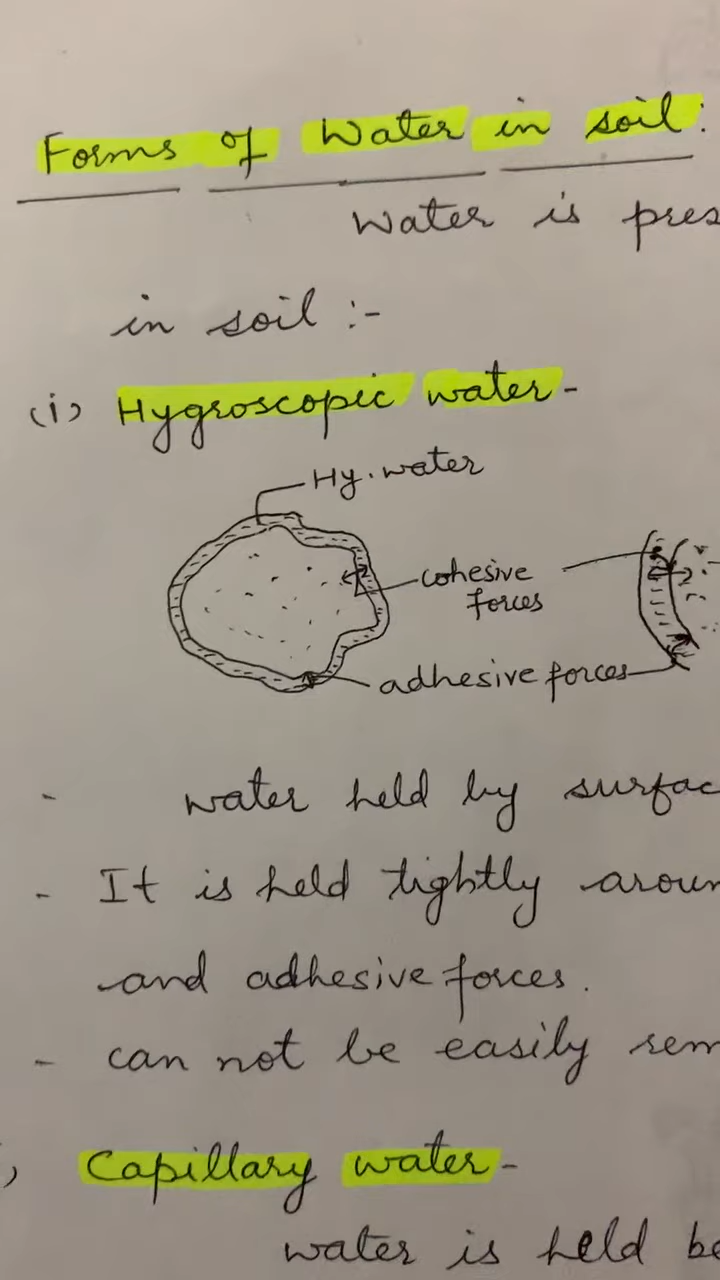 Forms of Water in soil:
Water is pres
in soil :-
(i) Hygroscopic water-
Hy. water
cohesive
forces
adhesive forces
- water held by surfac
- It is held tightly aroun
and adhesive forces.
- can not be easily rem
) Capillary water-
water is held be